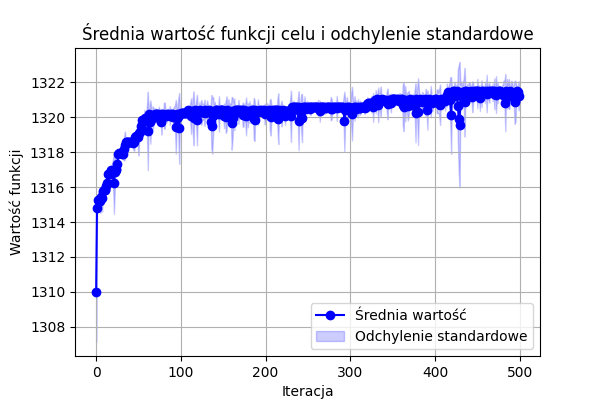 Średnia wartość funkcji celu i odchylenie standardowe
Wartość funkcji
1322
1320
1318
1316
1314
1312
1310
1308
0 100 200 300 400 500
Iteracja
Średnia wartość
Odchylenie standardowe